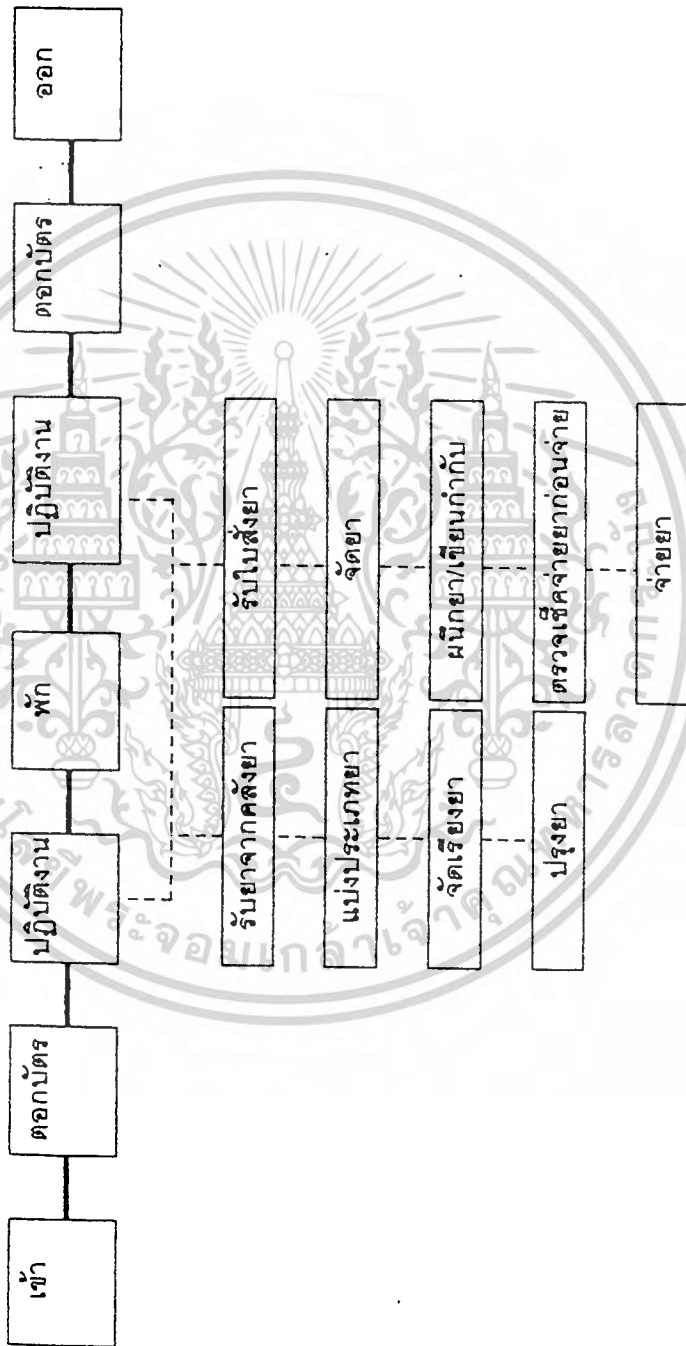 เข้า
ตอกบัตร
ปฏิบัติงาน
พัก
ปฏิบัติงาน
ตอกบัตร
ออก
รับยาจากคลังยา
แบ่งประเภทยา
จัดเรียงยา
ปรุงยา
รับใบสั่งยา
จัดยา
ผนึกยา/เขียนกำกับ
ตรวจเช็คจ่ายยาก่อนจ่าย
จ่ายยา